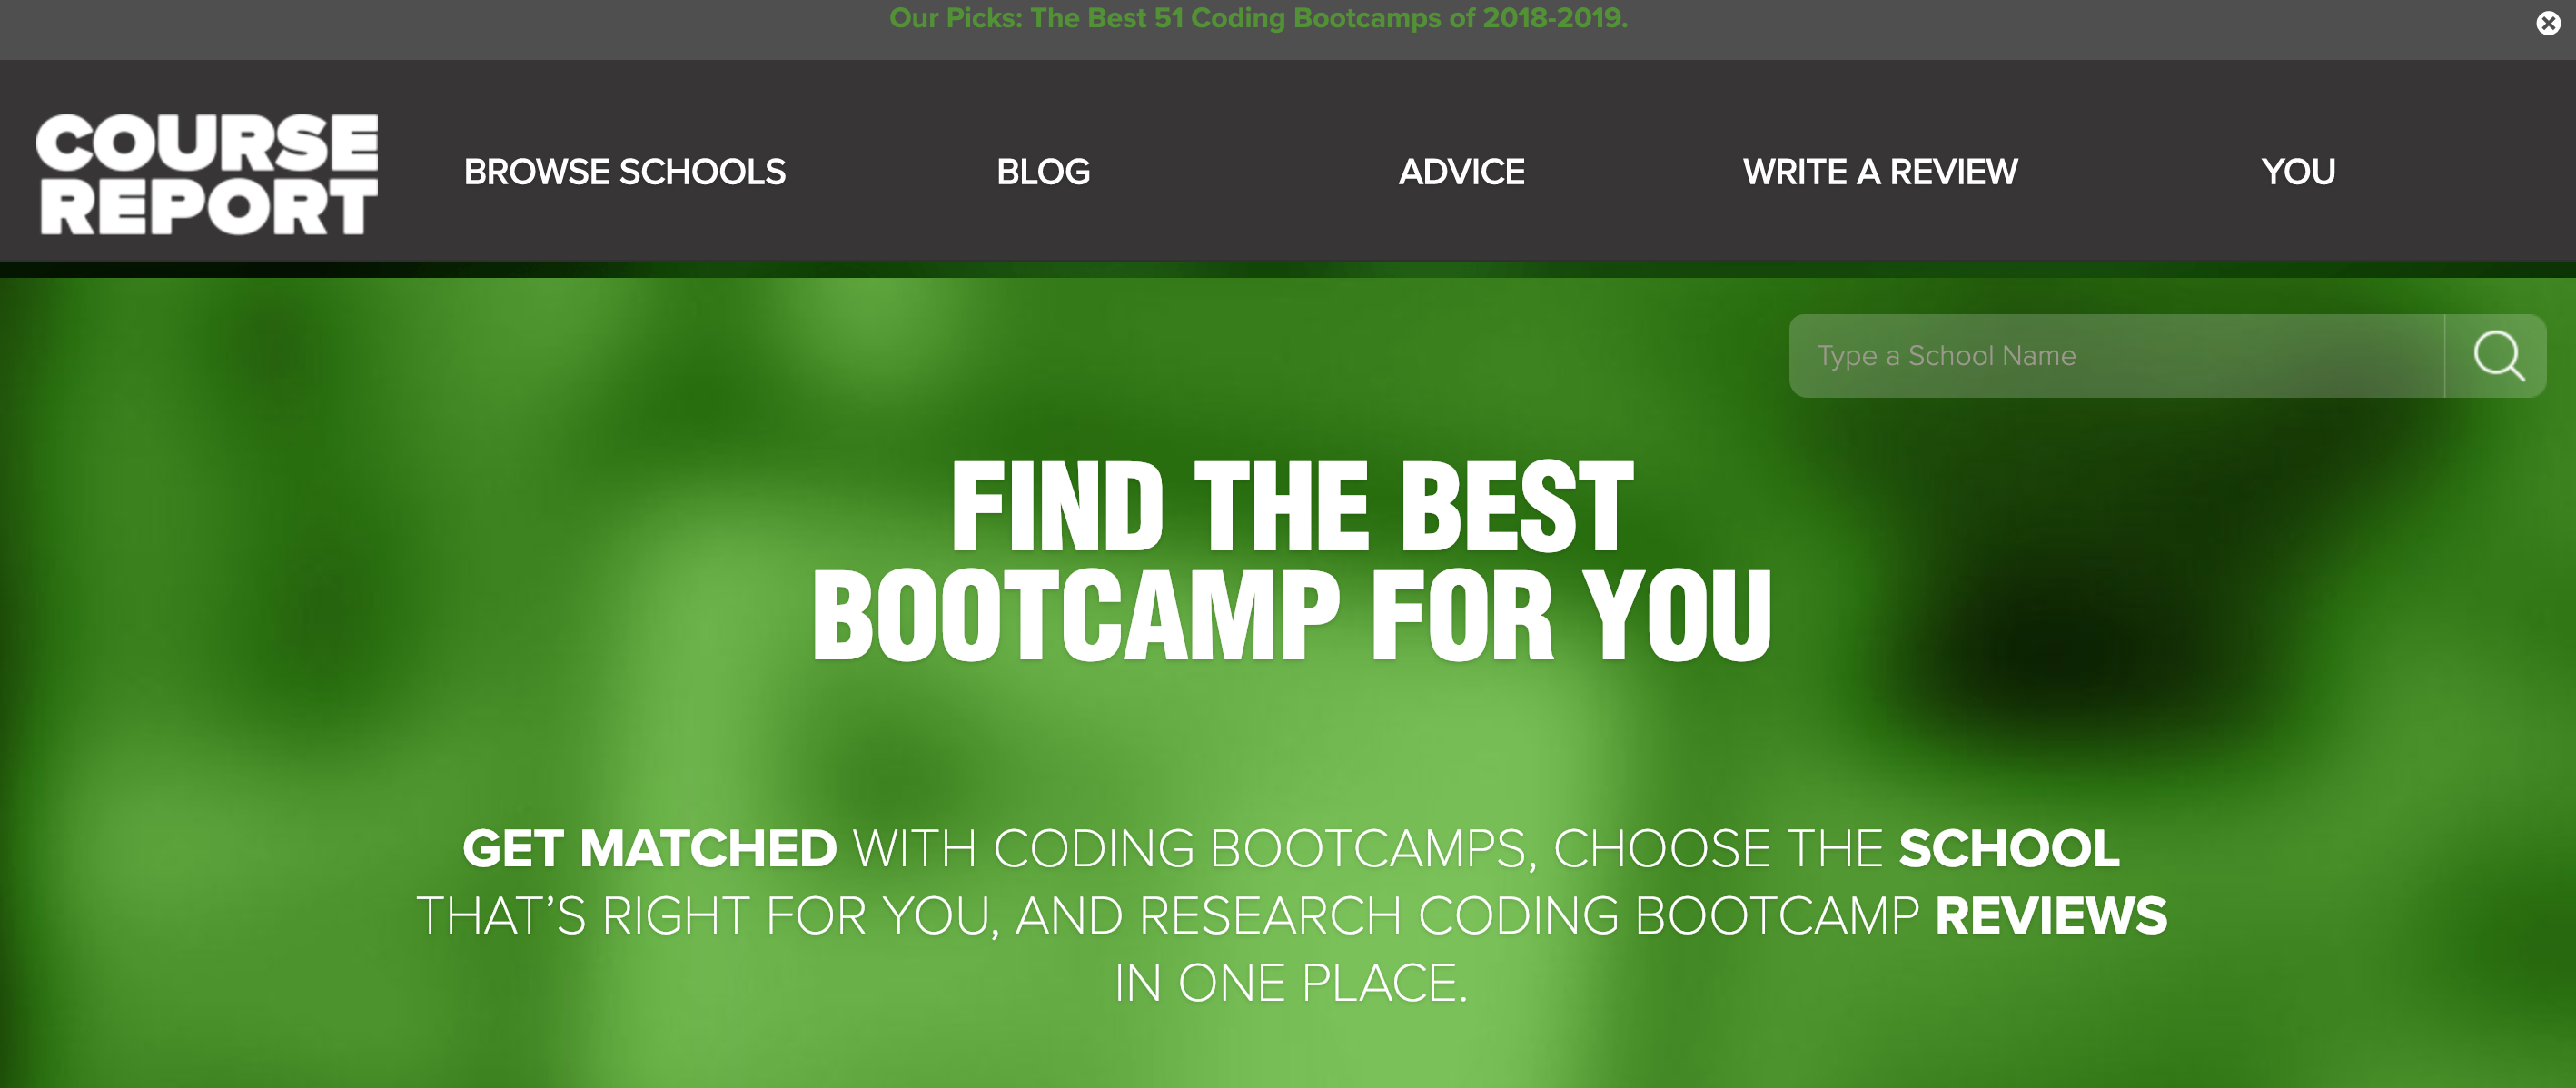 Our Picks: The Best 51 Coding Bootcamps of 2018-2019.
COURSE
REPORT
BROWSE SCHOOLS BLOG ADVICE WRITE A REVIEW YOU
Type a School Name
FIND THE BEST
BOOTCAMP FOR YOU
GET MATCHED WITH CODING BOOTCAMPS, CHOOSE THE SCHOOL
THAT’S RIGHT FOR YOU, AND RESEARCH CODING BOOTCAMP REVIEWS
IN ONE PLACE.